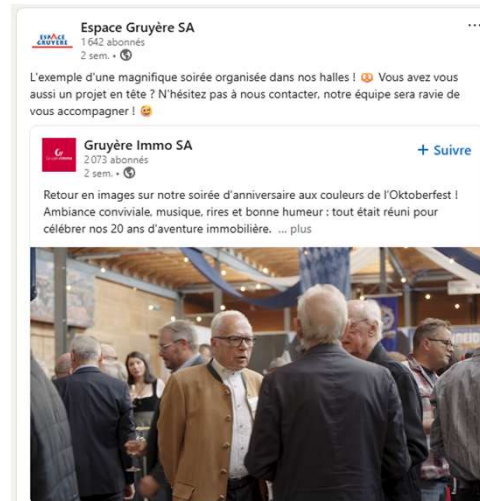 Espace Gruyère SA
ESPACE
GRUYERE
1 642 abonnés
2 sem. •
L'exemple d'une magnifique soirée organisée dans nos halles ! 🥨 Vous avez vous
aussi un projet en tête ? N'hésitez pas à nous contacter, notre équipe sera ravie de
vous accompagner ! 😉
Gruyère Immo SA
+ Suivre
2 073 abonnés
2 sem. •
Retour en images sur notre soirée d'anniversaire aux couleurs de l'Oktoberfest !
Ambiance conviviale, musique, rires et bonne humeur : tout était réuni pour
célébrer nos 20 ans d'aventure immobilière. ... plus